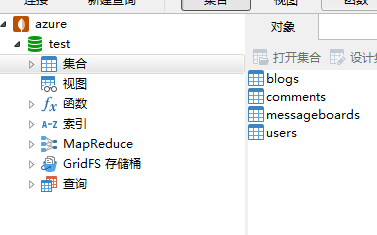 连接 新建查询 集合 视图 函数
azure
test
集合
视图
函数
A-Z 索引
MapReduce
GridFS 存储桶
查询
对象
打开集合 设计
blogs
comments
messageboards
users